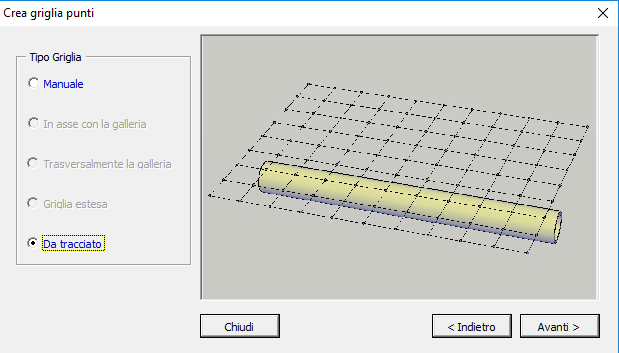 Crea griglia punti
Tipo Griglia
Manuale
In asse con la galleria
Trasversalmente la galleria
Griglia estesa
Da tracciato
Chiudi
< Indietro
Avanti >